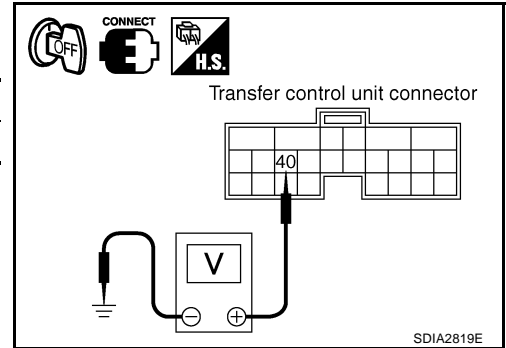 OFF
CONNECT
H.S.
Transfer control unit connector
40
V
− +
SDIA2819E